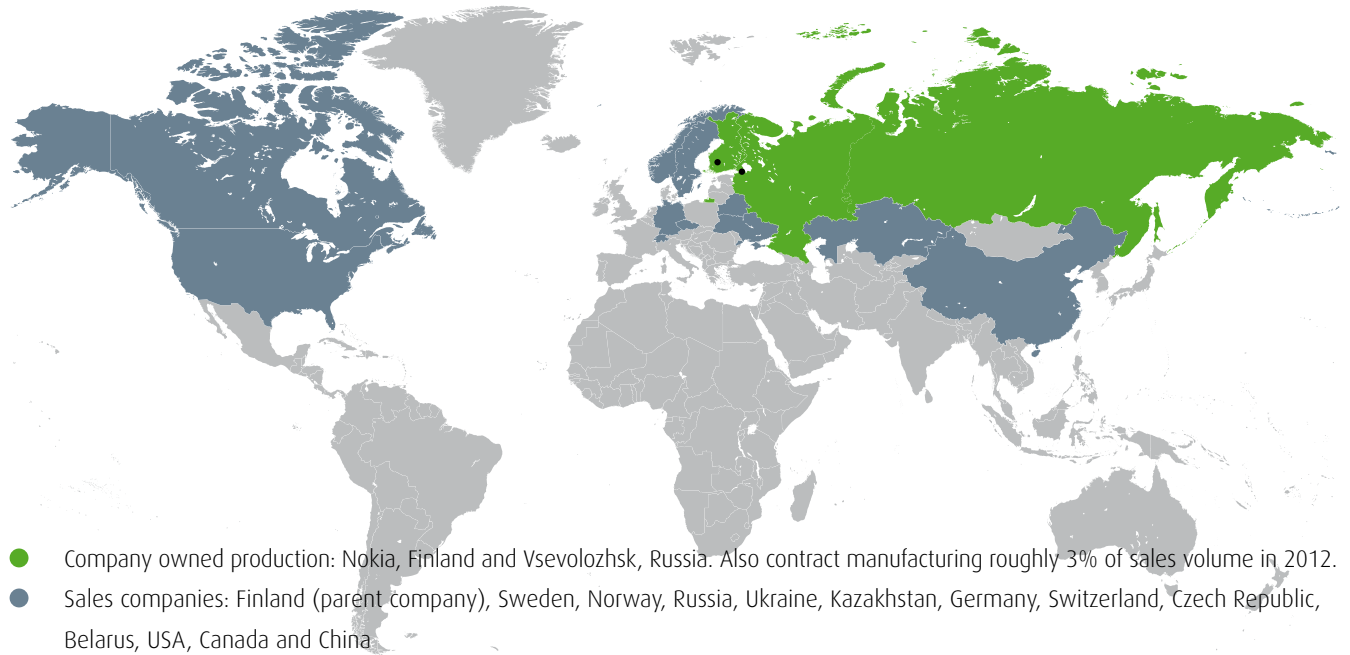 Company owned production: Nokia, Finland and Vsevolozhsk, Russia. Also contract manufacturing roughly 3% of sales volume in 2012.
Sales companies: Finland (parent company), Sweden, Norway, Russia, Ukraine, Kazakhstan, Germany, Switzerland, Czech Republic,
Belarus, USA, Canada and China